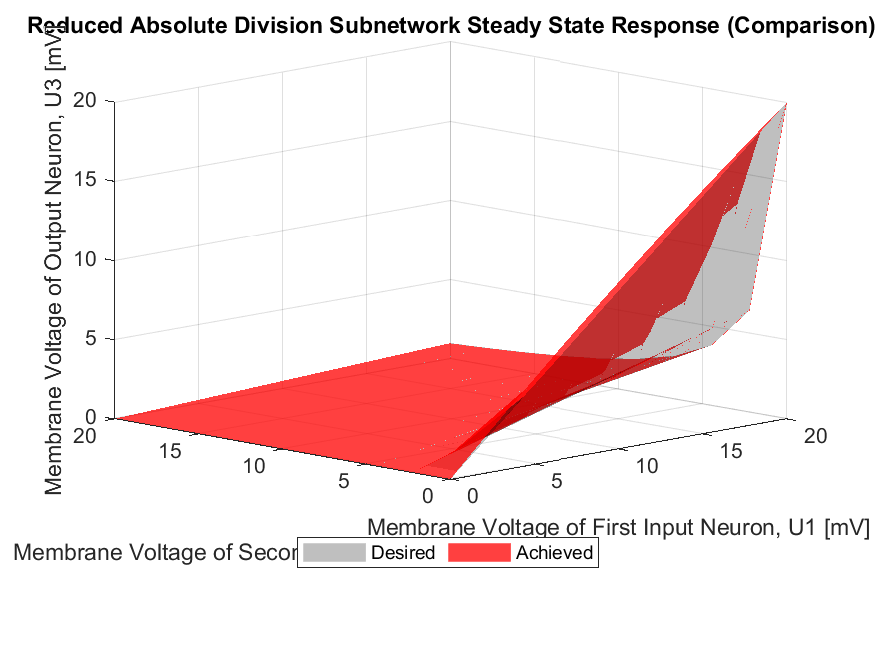 Reduced Absolute Division Subnetwork Steady State Response (Comparison)
Membrane Voltage of Output Neuron, U3 [mV]
20
15
10
5
0
20
15
10
5
0
0
5
10
15
20
Membrane Voltage of First Input Neuron, U1 [mV]
Membrane Voltage of
Desired
Achieved